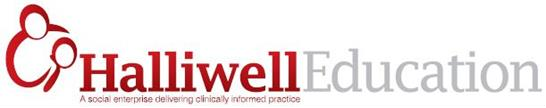 HalliwellEducation
A social enterprise delivering clinically informed practice